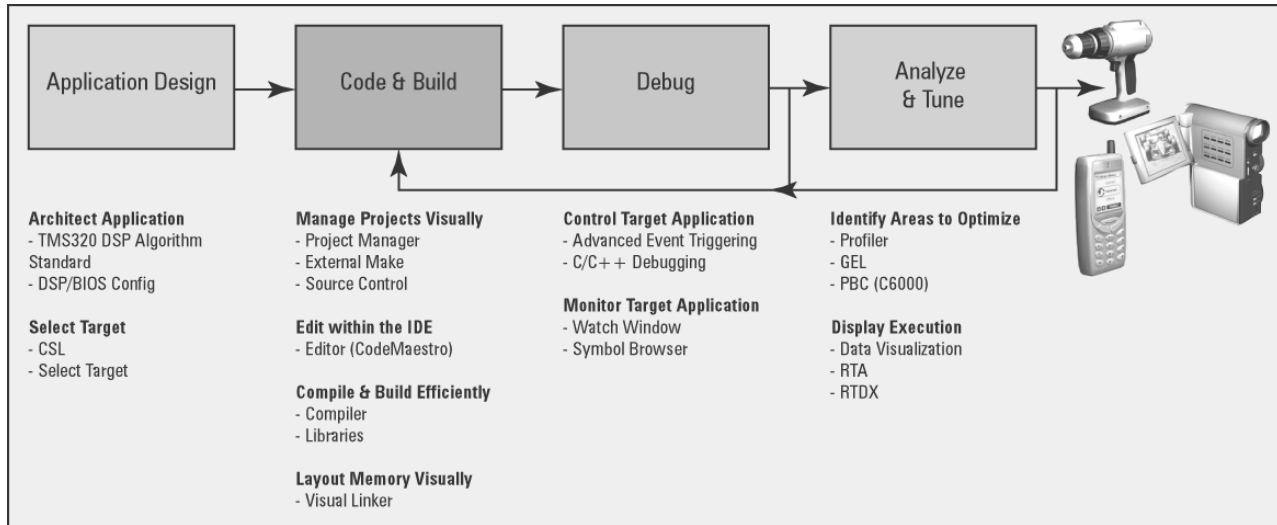 Application Design
Code & Build
Debug
Analyze
& Tune
Architect Application
- TMS320 DSP Algorithm
Standard
- DSP/BIOS Config
Select Target
- CSL
- Select Target
Manage Projects Visually
- Project Manager
- External Make
- Source Control
Edit within the IDE
- Editor (CodeMaestro)
Compile & Build Efficiently
- Compiler
- Libraries
Layout Memory Visually
- Visual Linker
Control Target Application
- Advanced Event Triggering
- C/C++ Debugging
Monitor Target Application
- Watch Window
- Symbol Browser
Identify Areas to Optimize
- Profiler
- GEL
- PBC (C6000)
Display Execution
- Data Visualization
- RTA
- RTDX